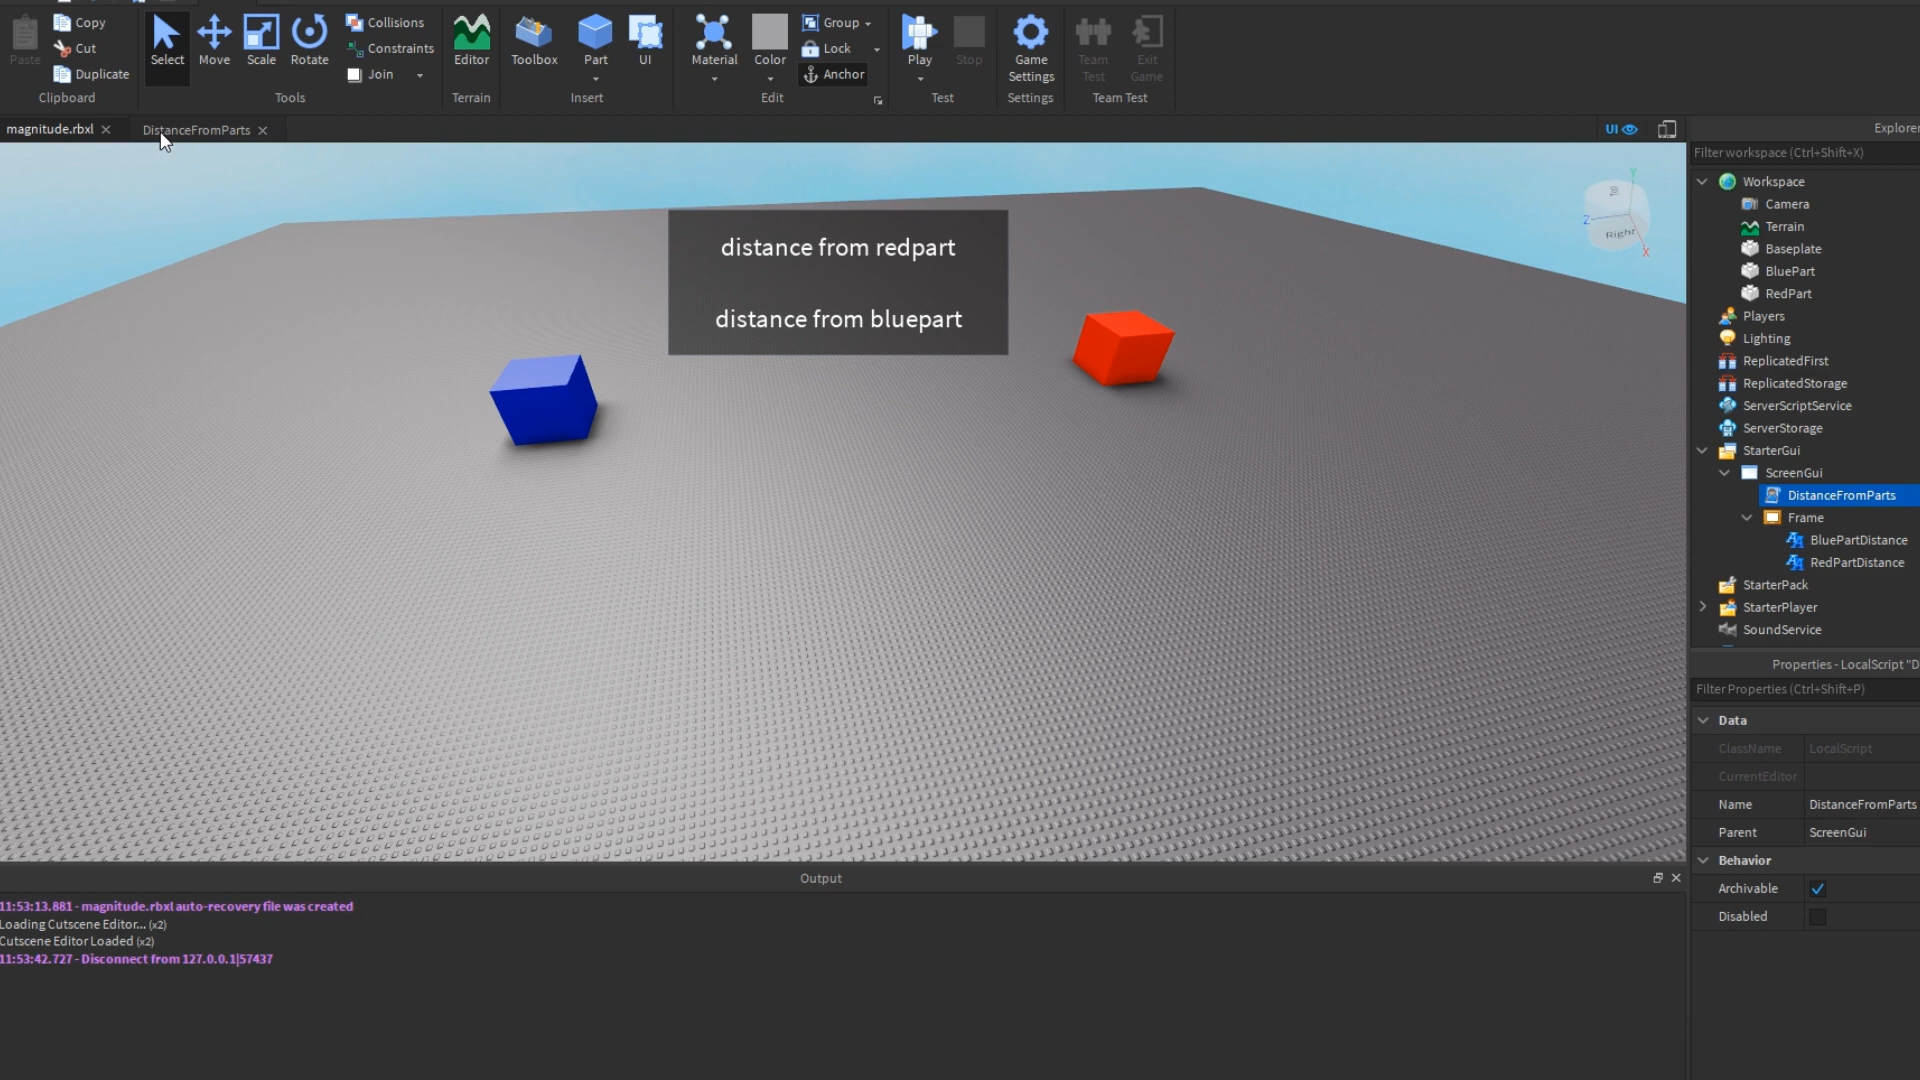 Paste
Copy
Cut
Duplicate
Clipboard
Select
Move
Scale
Rotate
Collisions
Constraints
Join
Tools
Editor
Terrain
Toolbox
Part
UI
Insert
Material
Color
Group
Lock
Anchor
Edit
Play
Stop
Test
Game
Settings
Settings
Team
Test
Exit
Game
Team Test
magnitude.rbxl
DistanceFromParts
UI
Explorer
Filter workspace (Ctrl+Shift+X)
distance from redpart
distance from bluepart
Y
Z
X
Right
Workspace
Camera
Terrain
Baseplate
BluePart
RedPart
Players
Lighting
ReplicatedFirst
ReplicatedStorage
ServerScriptService
ServerStorage
StarterGui
ScreenGui
DistanceFromParts
Frame
BluePartDistance
RedPartDistance
StarterPack
StarterPlayer
SoundService
Properties - LocalScript "D
Filter Properties (Ctrl+Shift+P)
Data
ClassName LocalScript
CurrentEditor
Name DistanceFromParts
Parent ScreenGui
Behavior
Archivable
Disabled
Output
11:53:13.881 - magnitude.rbxl auto-recovery file was created
Loading Cutscene Editor... (x2)
Cutscene Editor Loaded (x2)
11:53:42.727 - Disconnect from 127.0.0.1|57437